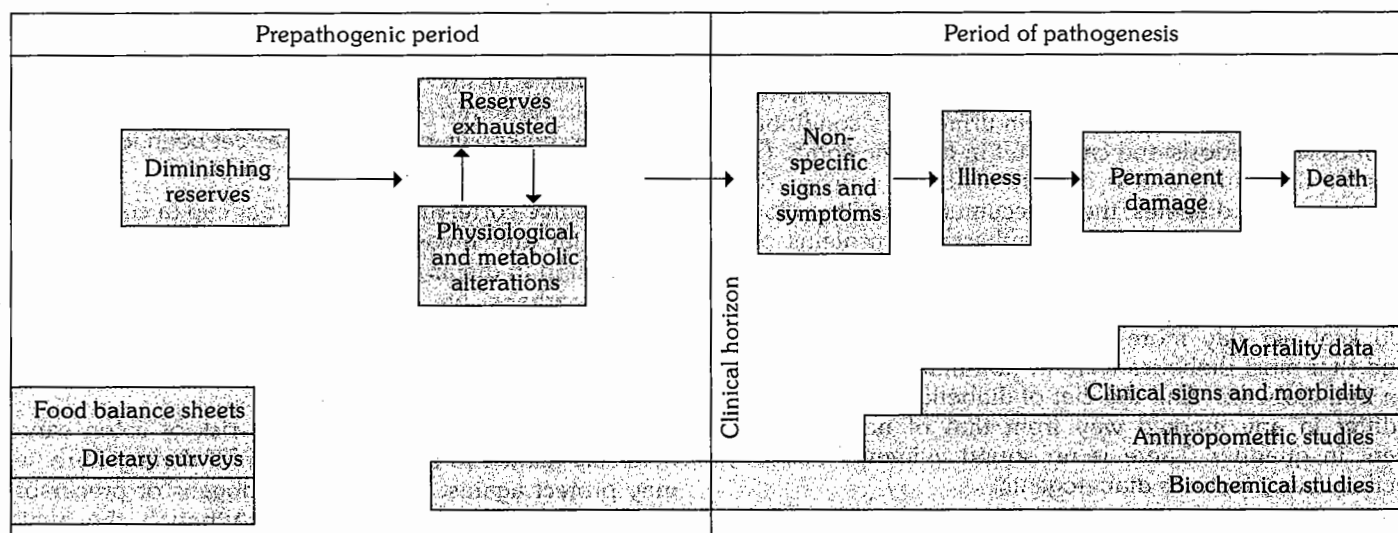 Prepathogenic period
Period of pathogenesis
Diminishing
reserves
Reserves
exhausted
Physiological
and metabolic
alterations
Non-
specific
signs and
symptoms
Illness
Permanent
damage
Death
Clinical horizon
Mortality data
Clinical signs and morbidity
Anthropometric studies
Biochemical studies
Food balance sheets
Dietary surveys